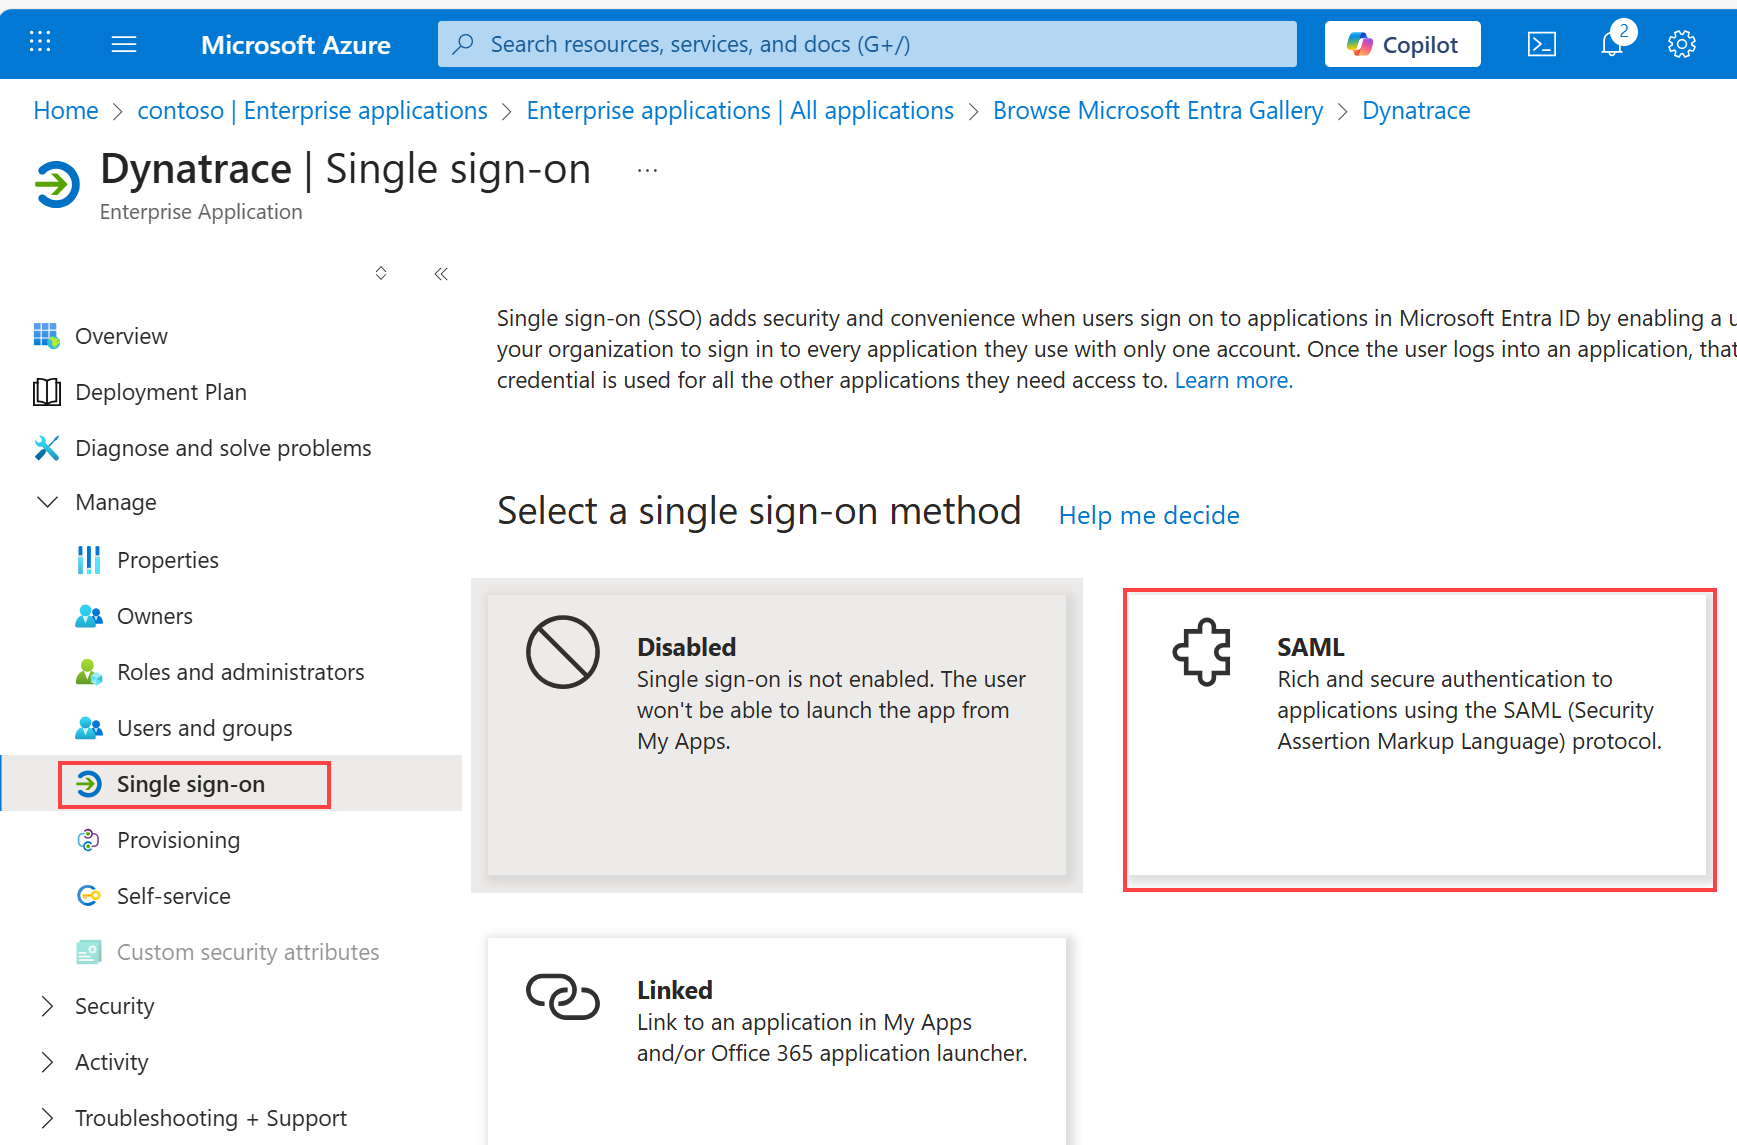 Microsoft Azure
Search resources, services, and docs (G+/)
Copilot
2
Home > contoso | Enterprise applications > Enterprise applications | All applications > Browse Microsoft Entra Gallery > Dynatrace
Dynatrace | Single sign-on ...
Enterprise Application
Overview
Deployment Plan
Diagnose and solve problems
Manage
Properties
Owners
Roles and administrators
Users and groups
Single sign-on
Provisioning
Self-service
Custom security attributes
Security
Activity
Troubleshooting + Support
Single sign-on (SSO) adds security and convenience when users sign on to applications in Microsoft Entra ID by enabling a u
your organization to sign in to every application they use with only one account. Once the user logs into an application, that
credential is used for all the other applications they need access to. Learn more.
Select a single sign-on method Help me decide
Disabled
Single sign-on is not enabled. The user
won't be able to launch the app from
My Apps.
SAML
Rich and secure authentication to
applications using the SAML (Security
Assertion Markup Language) protocol.
Linked
Link to an application in My Apps
and/or Office 365 application launcher.